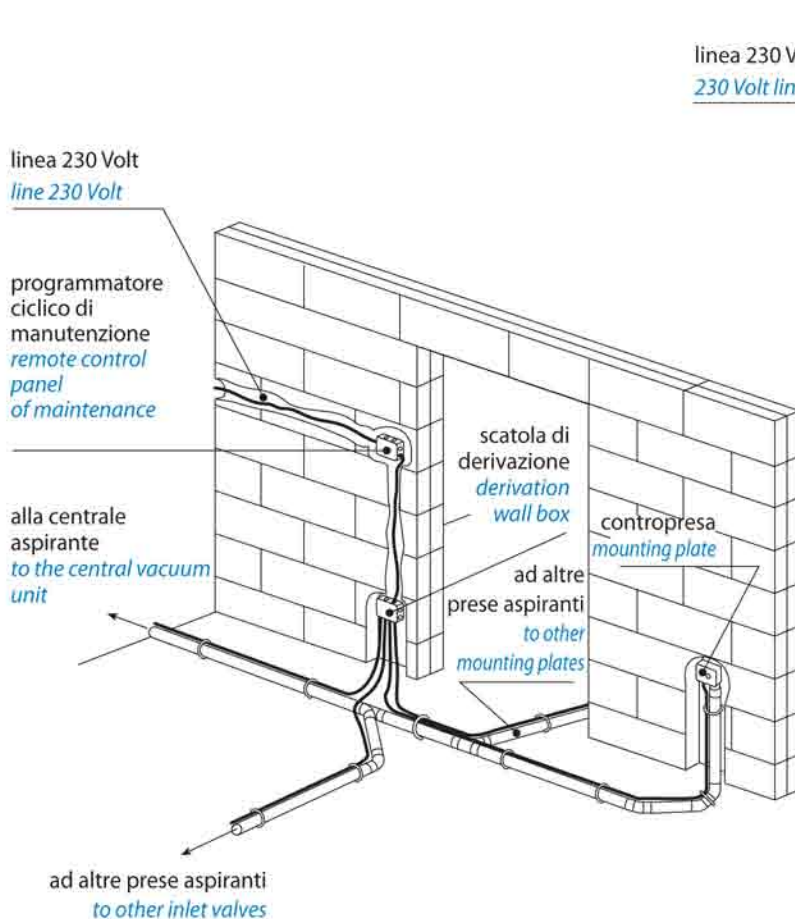 linea 230 V
230 Volt lin
linea 230 Volt
line 230 Volt
programmatore
ciclico di
manutenzione
remote control
panel
of maintenance
scatola di
derivazione
derivation
wall box
contropresa
mounting plate
alla centrale
aspirante
to the central vacuum
unit
ad altre
prese aspiranti
to other
mounting plates
ad altre prese aspiranti
to other inlet valves